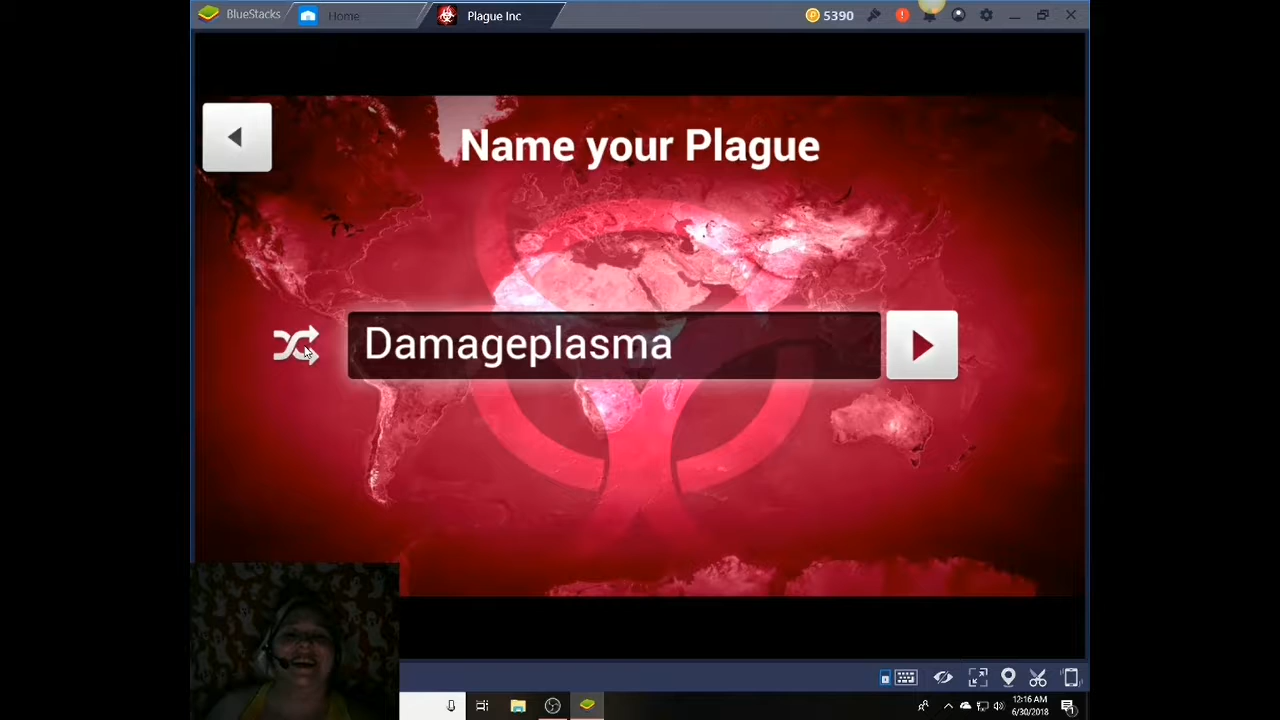 BlueStacks
Home
Plague Inc
5390
Name your Plague
Damageplasma
12:16 AM
6/30/2018